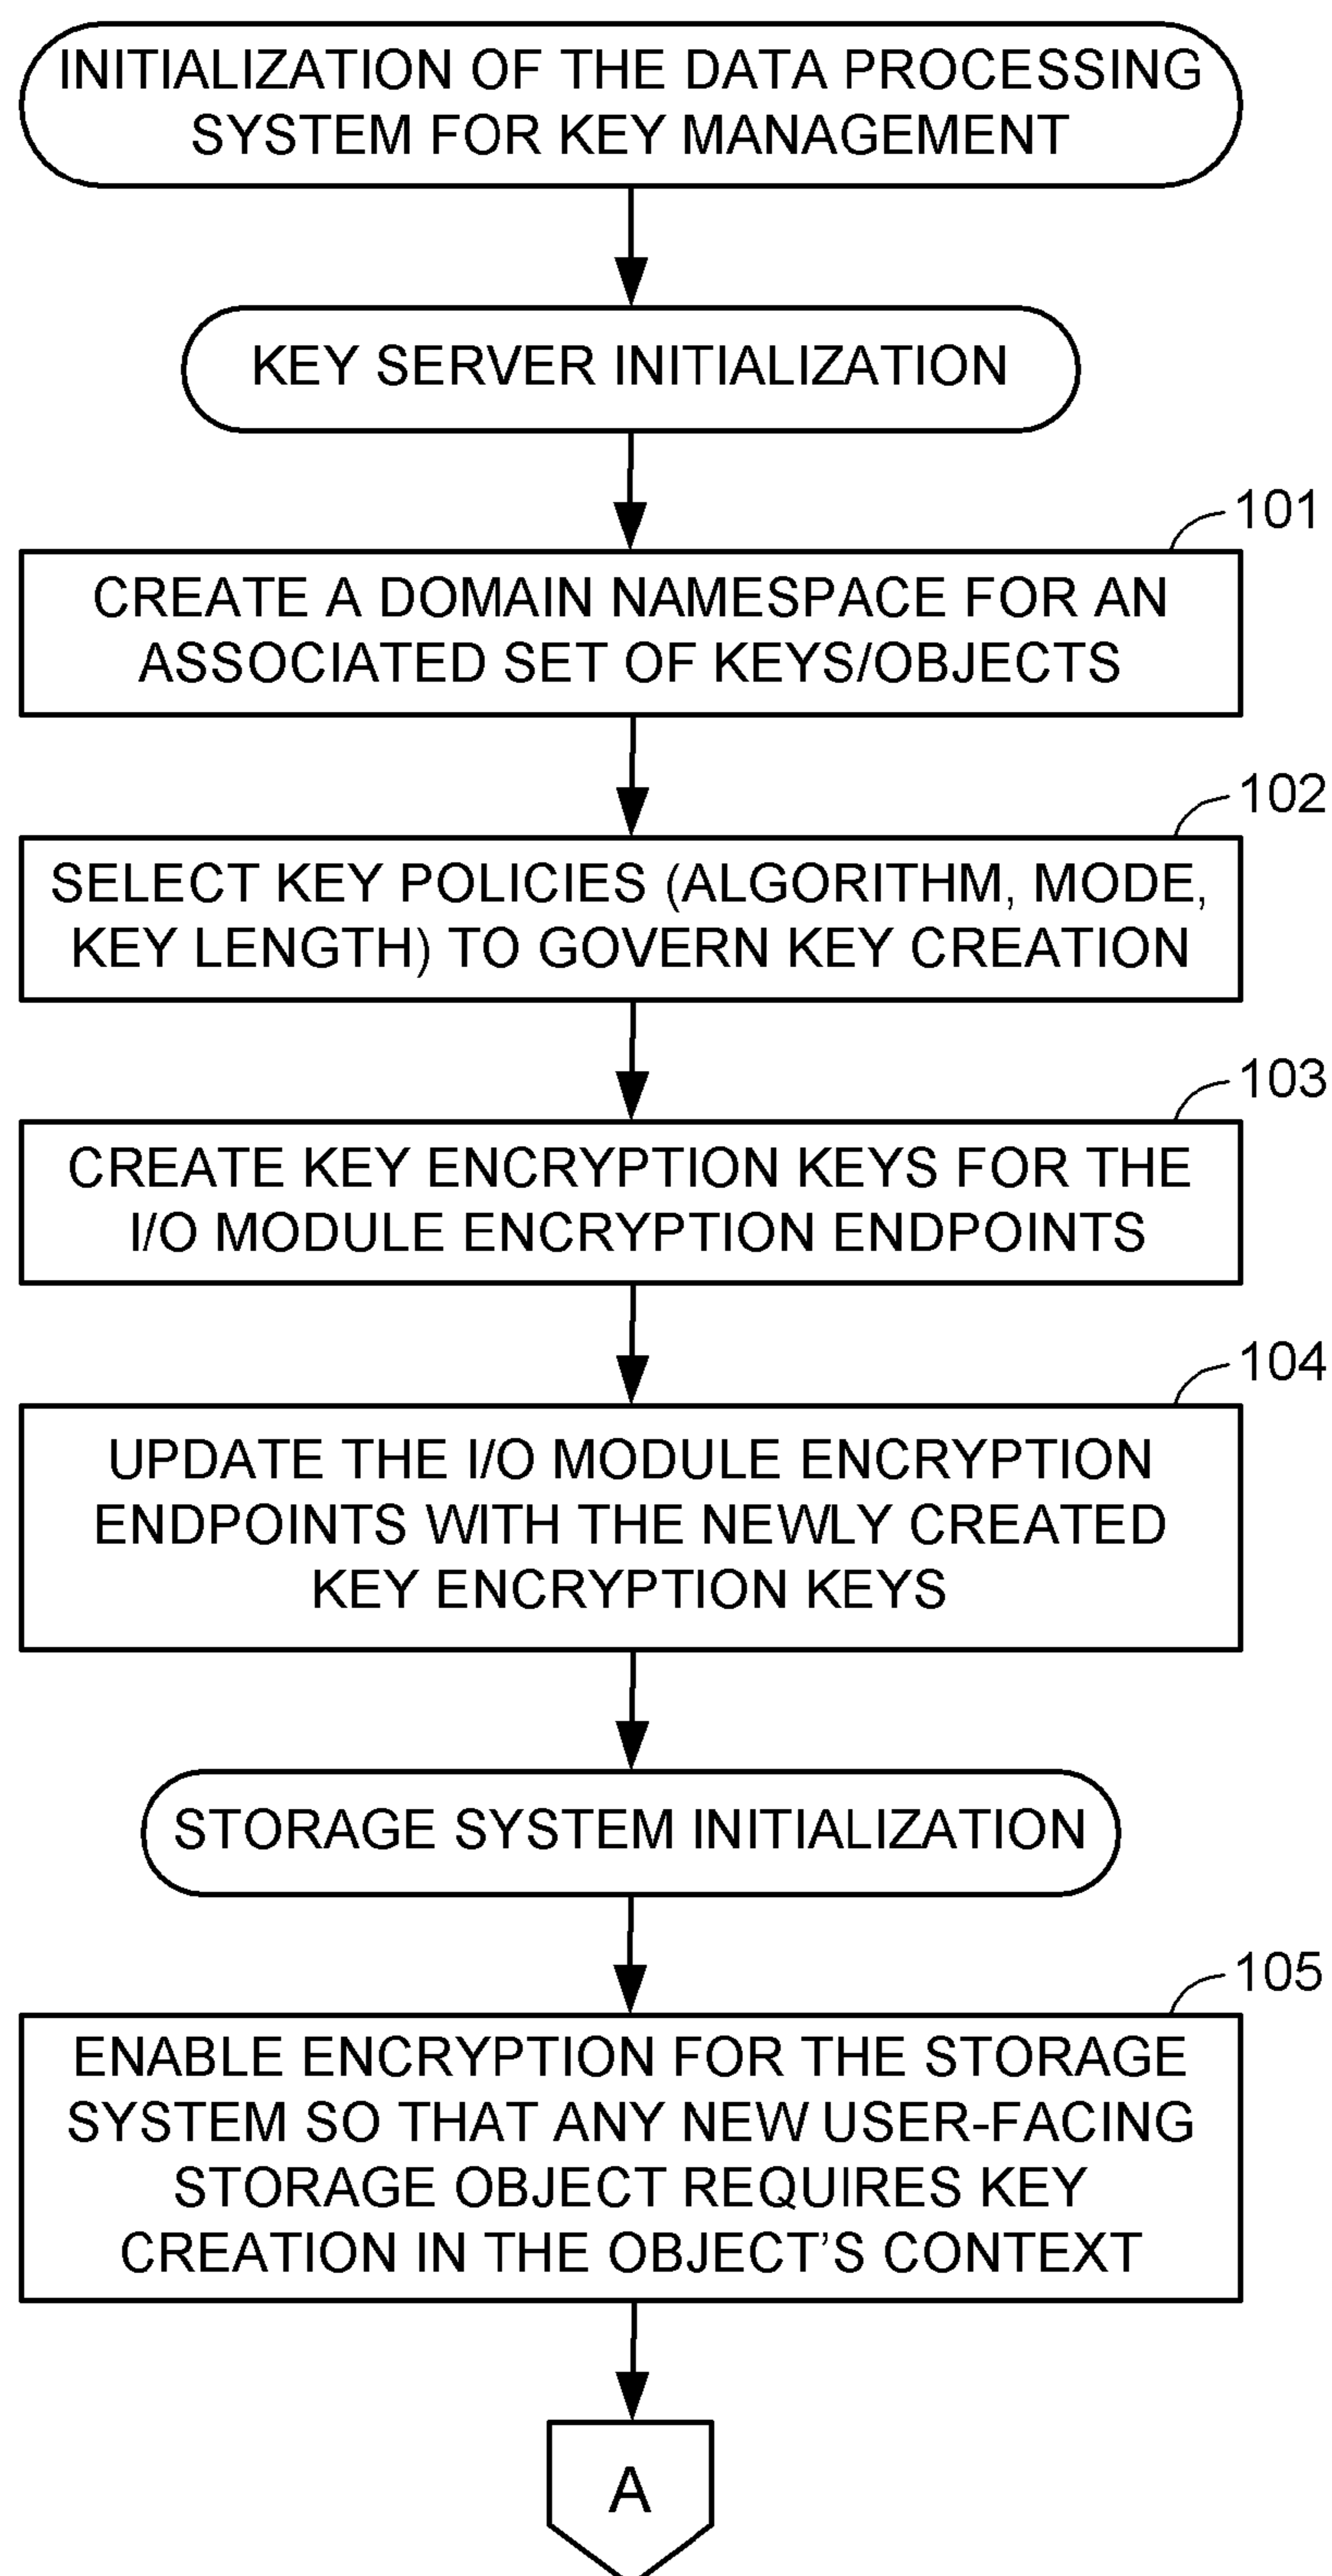 INITIALIZATION OF THE DATA PROCESSING
SYSTEM FOR KEY MANAGEMENT
KEY SERVER INITIALIZATION
101
CREATE A DOMAIN NAMESPACE FOR AN
ASSOCIATED SET OF KEYS/OBJECTS
102
SELECT KEY POLICIES (ALGORITHM, MODE,
KEY LENGTH) TO GOVERN KEY CREATION
103
CREATE KEY ENCRYPTION KEYS FOR THE
I/O MODULE ENCRYPTION ENDPOINTS
104
UPDATE THE I/O MODULE ENCRYPTION
ENDPOINTS WITH THE NEWLY CREATED
KEY ENCRYPTION KEYS
STORAGE SYSTEM INITIALIZATION
105
ENABLE ENCRYPTION FOR THE STORAGE
SYSTEM SO THAT ANY NEW USER-FACING
STORAGE OBJECT REQUIRES KEY
CREATION IN THE OBJECT'S CONTEXT
A